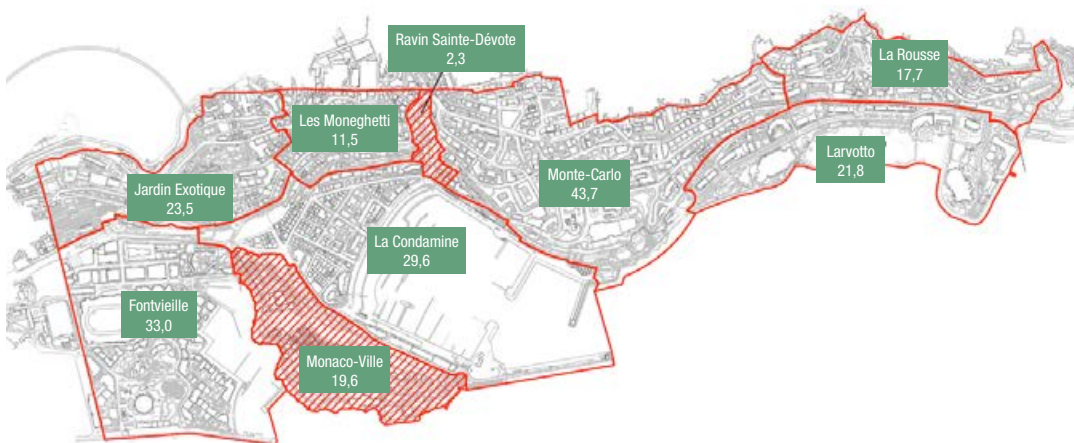 Ravin Sainte-Dévote
2,3
La Rousse
17,7
Les Moneghetti
11,5
Larvotto
21,8
Monte-Carlo
43,7
Jardin Exotique
23,5
La Condamine
29,6
Fontvieille
33,0
Monaco-Ville
19,6